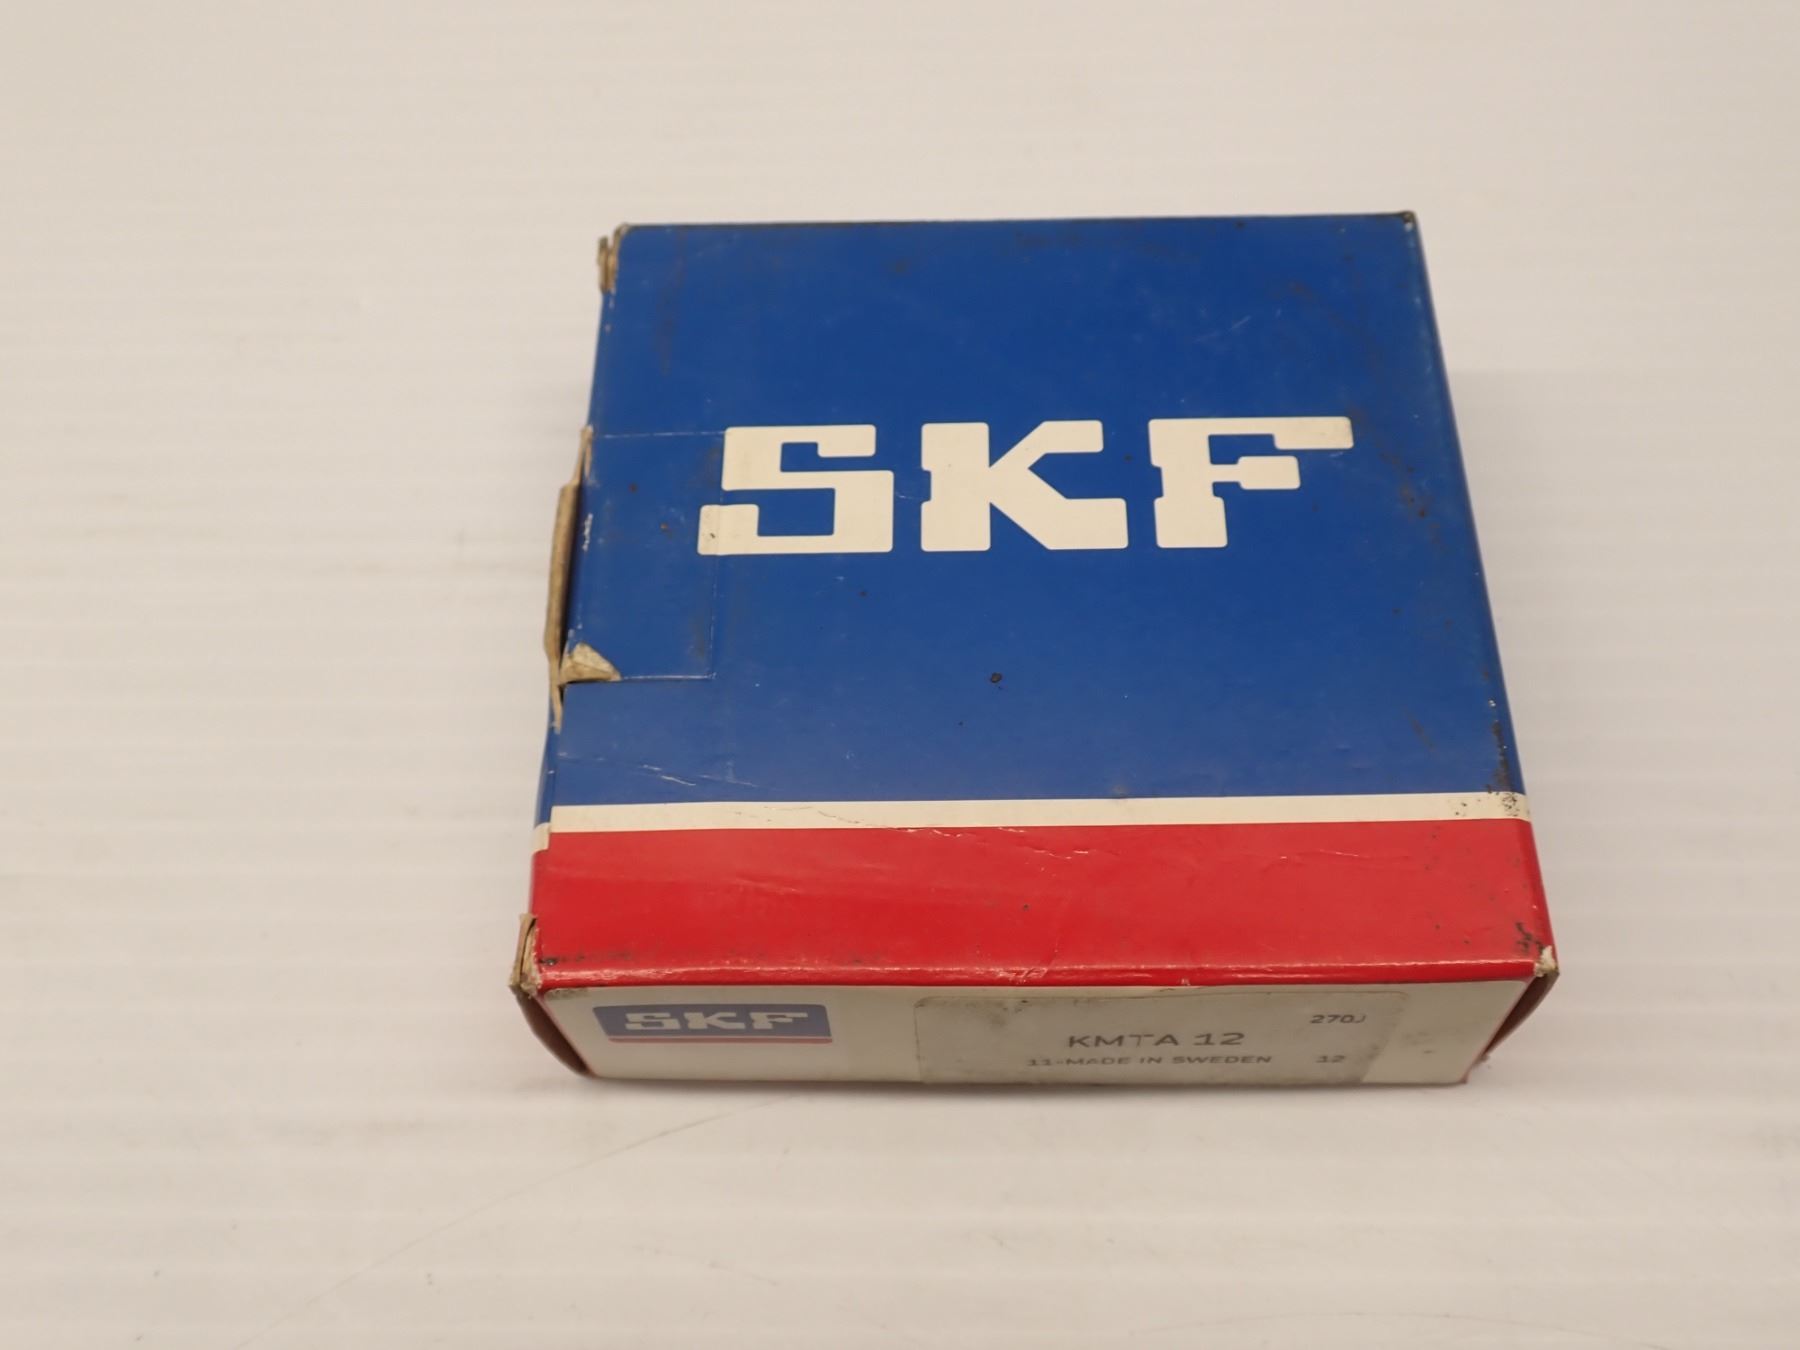 SKF
SKF
270J
KMTA 12
11-MADE IN SWEDEN 12